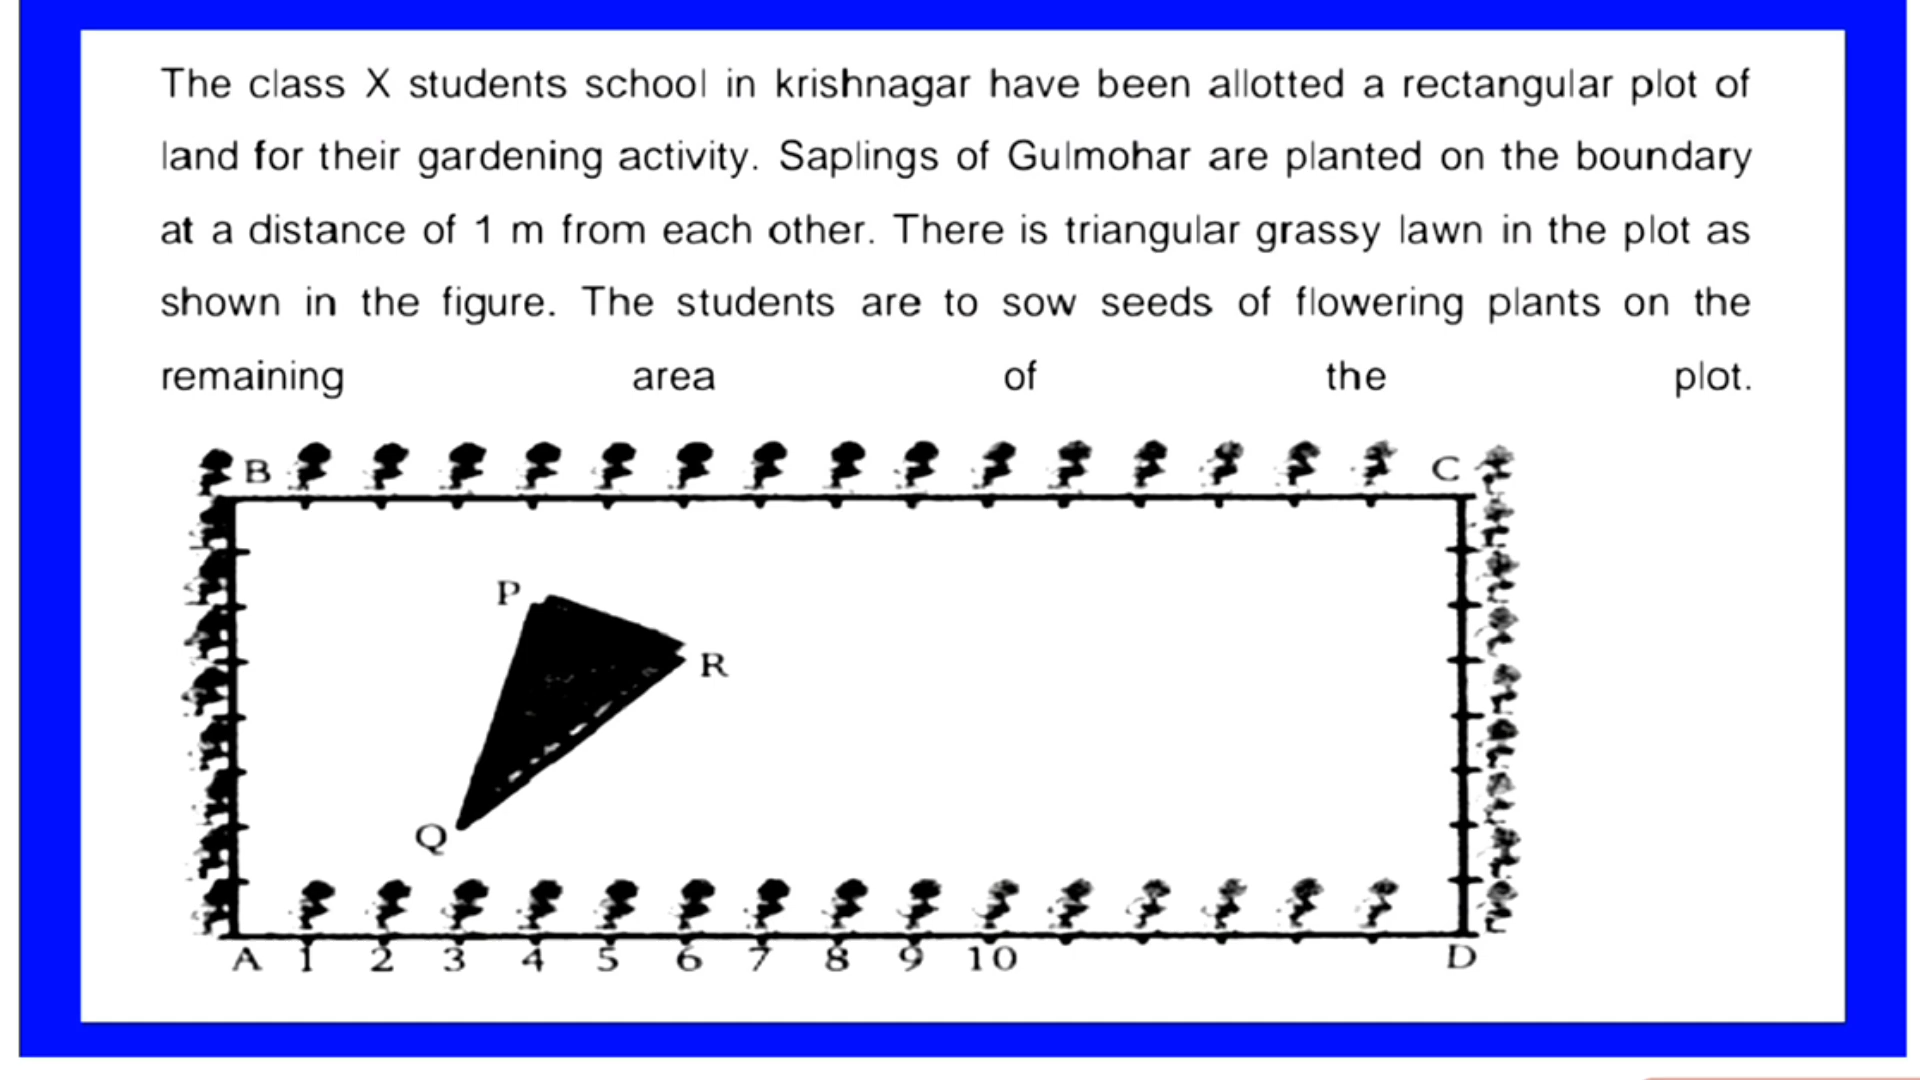 The class X students school in krishnagar have been allotted a rectangular plot of
land for their gardening activity. Saplings of Gulmohar are planted on the boundary
at a distance of 1 m from each other. There is triangular grassy lawn in the plot as
shown in the figure. The students are to sow seeds of flowering plants on the
remaining area of the plot.
B C
P
R
Q
A 1 2 3 4 5 6 7 8 9 10 D